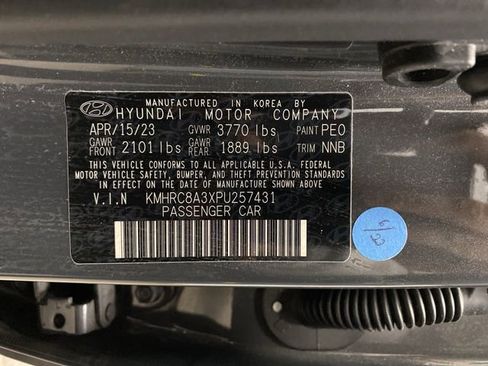 MANUFACTURED IN KOREA BY
HYUNDAI MOTOR COMPANY
APR/15/23 GVWR 3770 lbs PAINT PEO
GAWR FRONT 2101 lbs GAWR REAR 1889 lbs TRIM NNB
THIS VEHICLE CONFORMS TO ALL APPLICABLE U.S.A. FEDERAL
MOTOR VEHICLE SAFETY, BUMPER, AND THEFT PREVENTION STANDARDS
IN EFFECT ON THE DATE OF MANUFACTURE SHOWN ABOVE.
V.I.N KMHRC8A3XPU257431
PASSENGER CAR
6/23